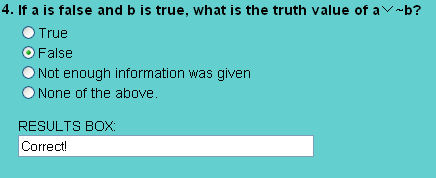 4. If a is false and b is true, what is the truth value of a ∨ ~b?
True
False
Not enough information was given
None of the above.
RESULTS BOX:
Correct!